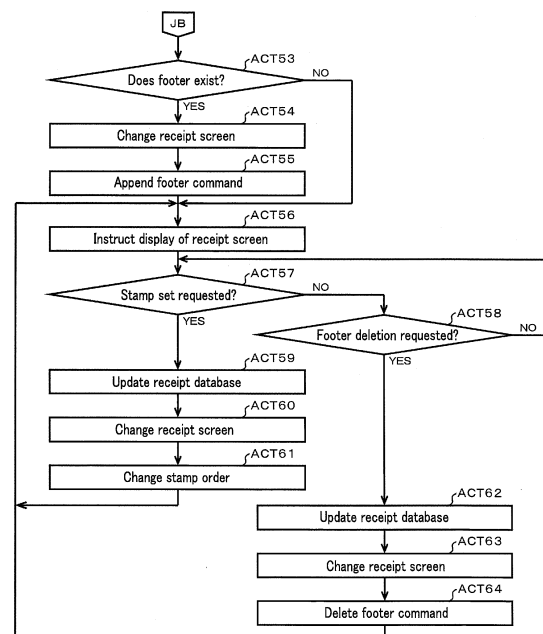 JB
ACT53
Does footer exist?
NO
YES
ACT54
Change receipt screen
ACT55
Append footer command
ACT56
Instruct display of receipt screen
ACT57
Stamp set requested?
NO
YES
ACT58
Footer deletion requested?
NO
YES
ACT59
Update receipt database
ACT60
Change receipt screen
ACT61
Change stamp order
ACT62
Update receipt database
ACT63
Change receipt screen
ACT64
Delete footer command